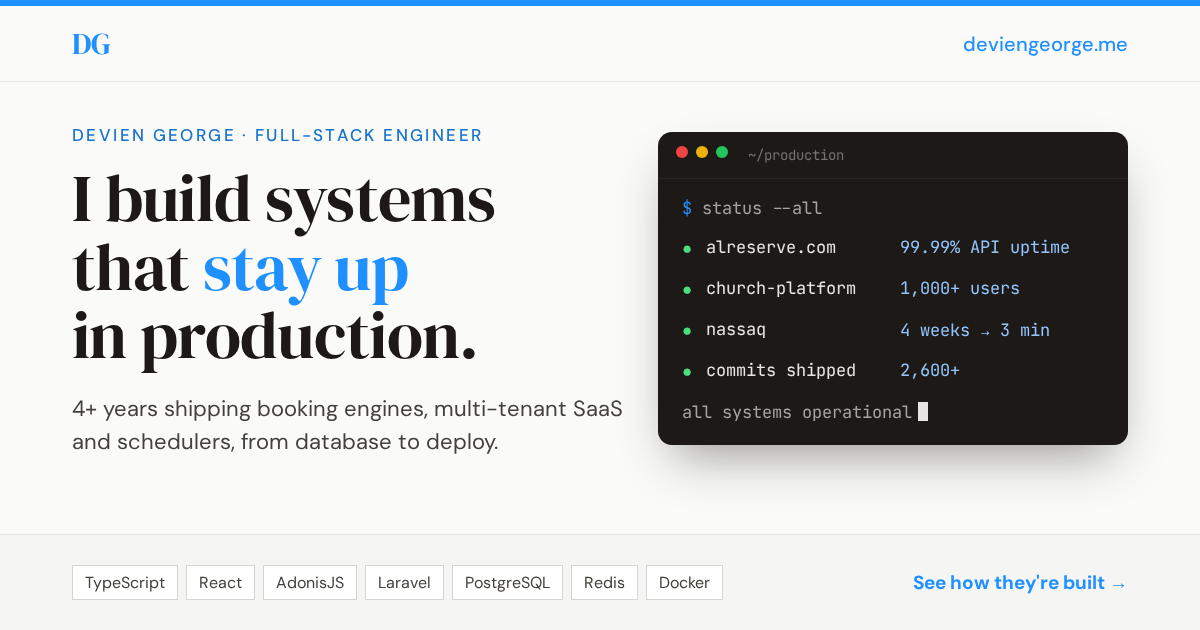 DG
deviengeorge.me
DEVIEN GEORGE · FULL-STACK ENGINEER
I build systems
that stay up
in production.
4+ years shipping booking engines, multi-tenant SaaS
and schedulers, from database to deploy.
~/production
$ status --all
alreserve.com 99.99% API uptime
church-platform 1,000+ users
nassaq 4 weeks → 3 min
commits shipped 2,600+
all systems operational
TypeScript React AdonisJS Laravel PostgreSQL Redis Docker
See how they're built →